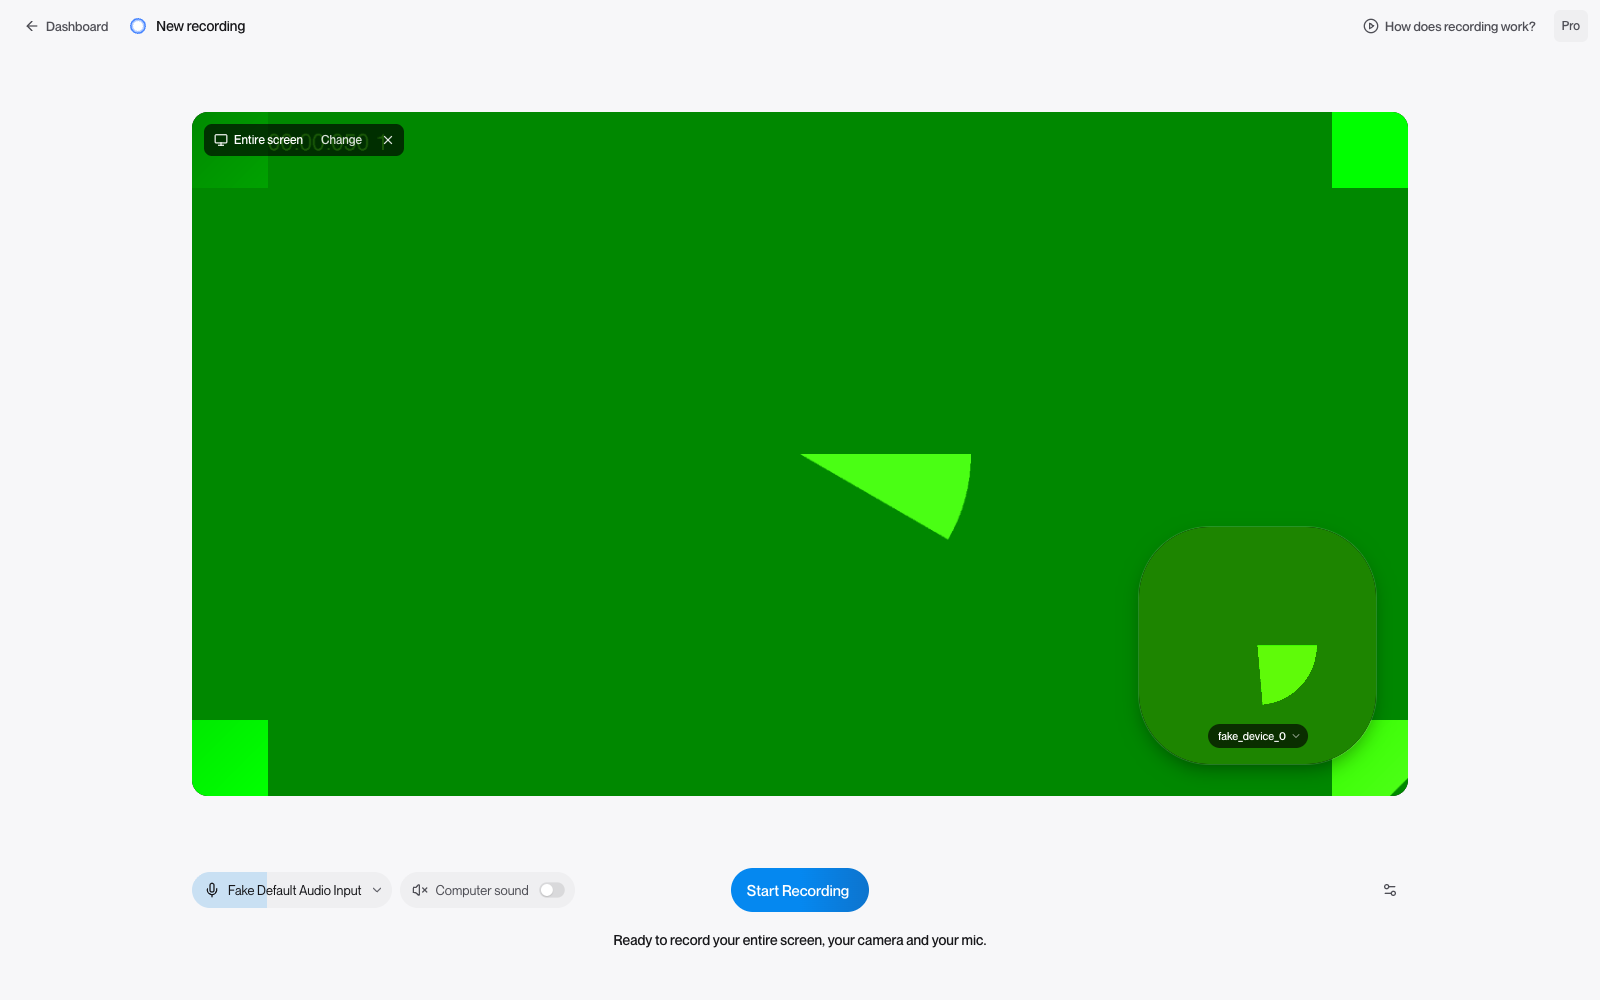 Dashboard
New recording
How does recording work?
Pro
Entire screen
Change
Fake Default Audio Input
Computer sound
Start Recording
fake_device_0
Ready to record your entire screen, your camera and your mic.